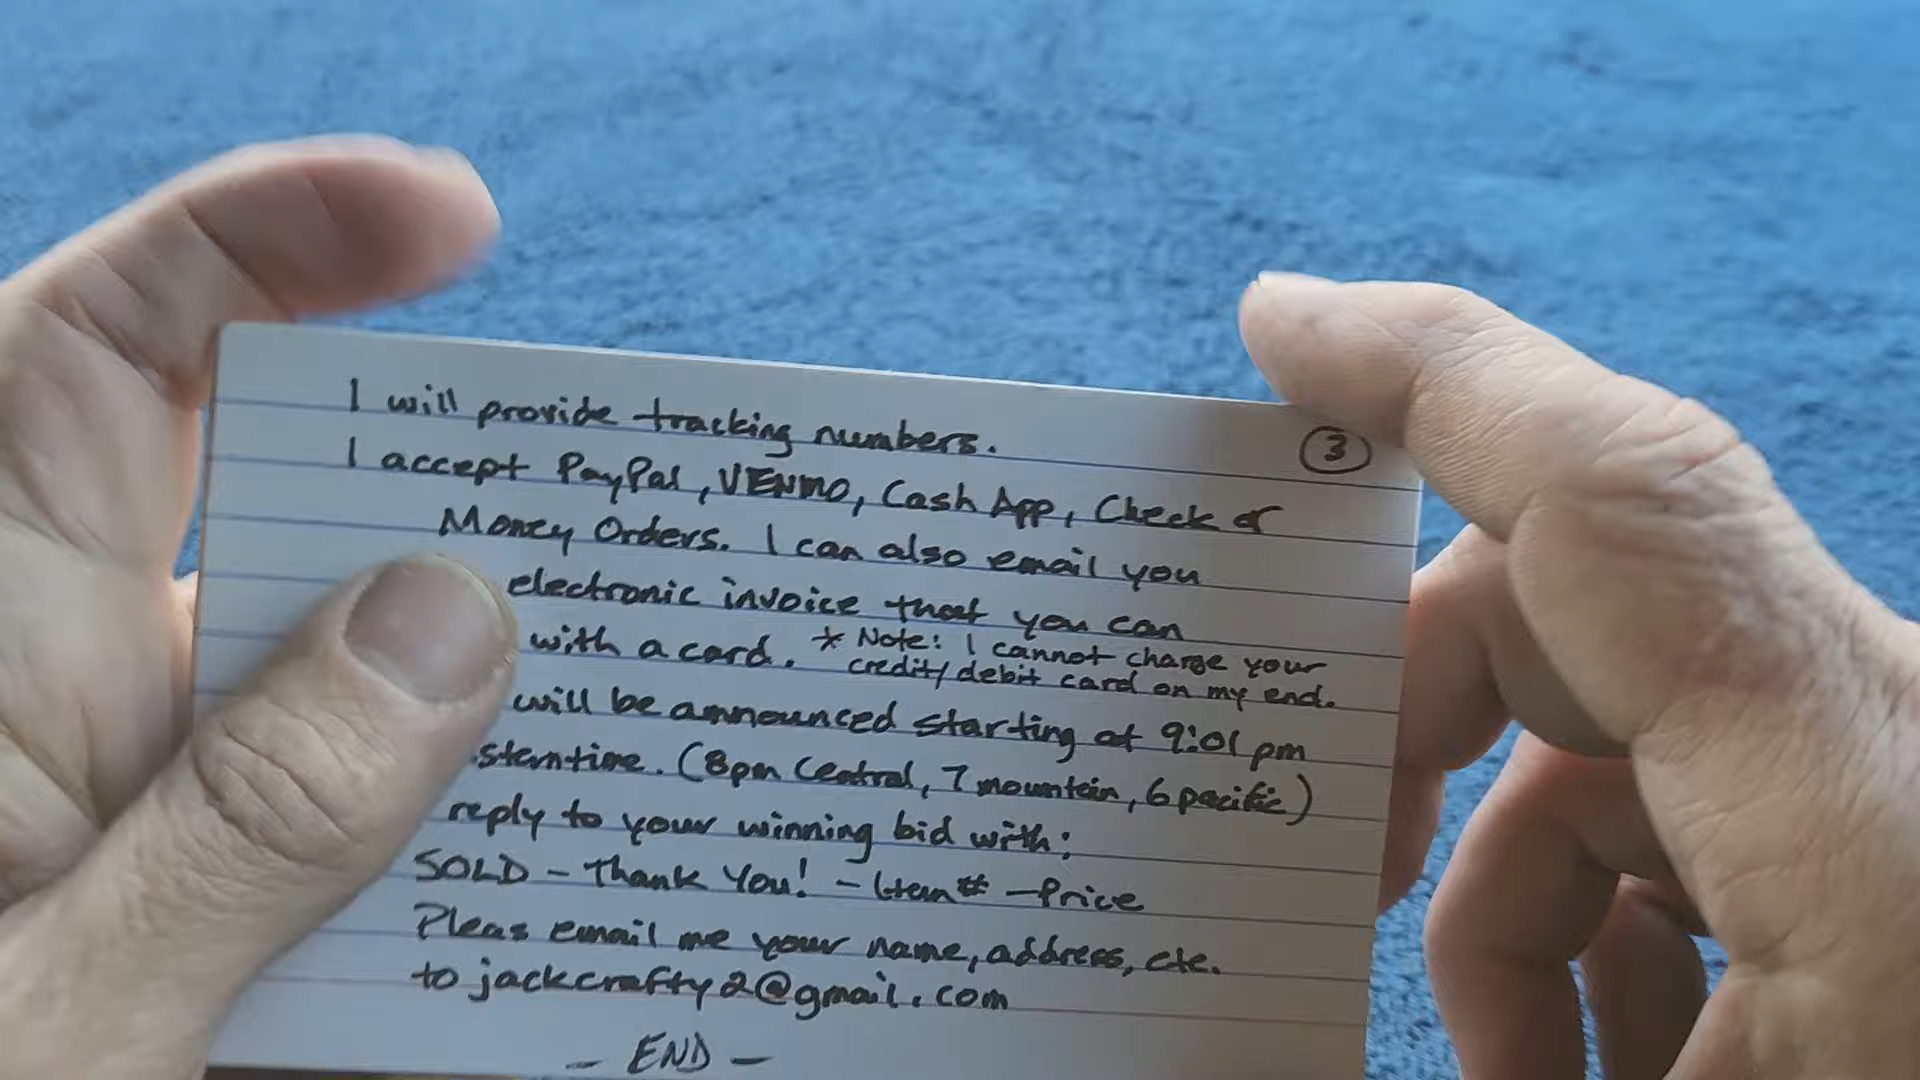 I will provide tracking numbers.
3
I accept PayPal, VENMO, Cash App, Check or
Money Orders. I can also email you
electronic invoice that you can
with a card. * Note: I cannot charge your
credit/debit card on my end.
will be announced starting at 9:01 pm
stern time. (8pm Central, 7 mountain, 6 pacific)
reply to your winning bid with:
SOLD - Thank You! - Item # - Price
Pleas email me your name, address, etc.
to jackcrafty2@gmail.com
- END -